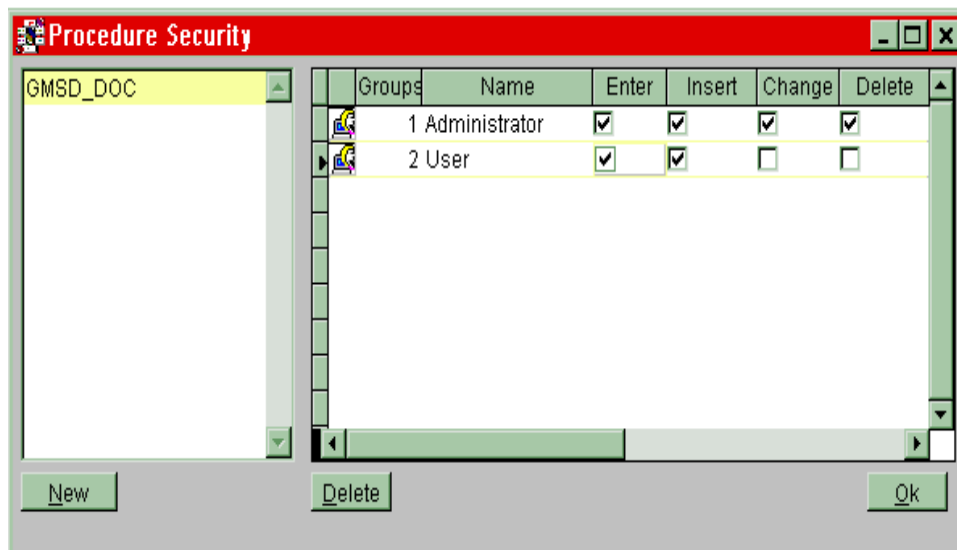 Procedure Security
GMSD_DOC
Groups Name Enter Insert Change Delete
1 Administrator
2 User
New Delete Ok